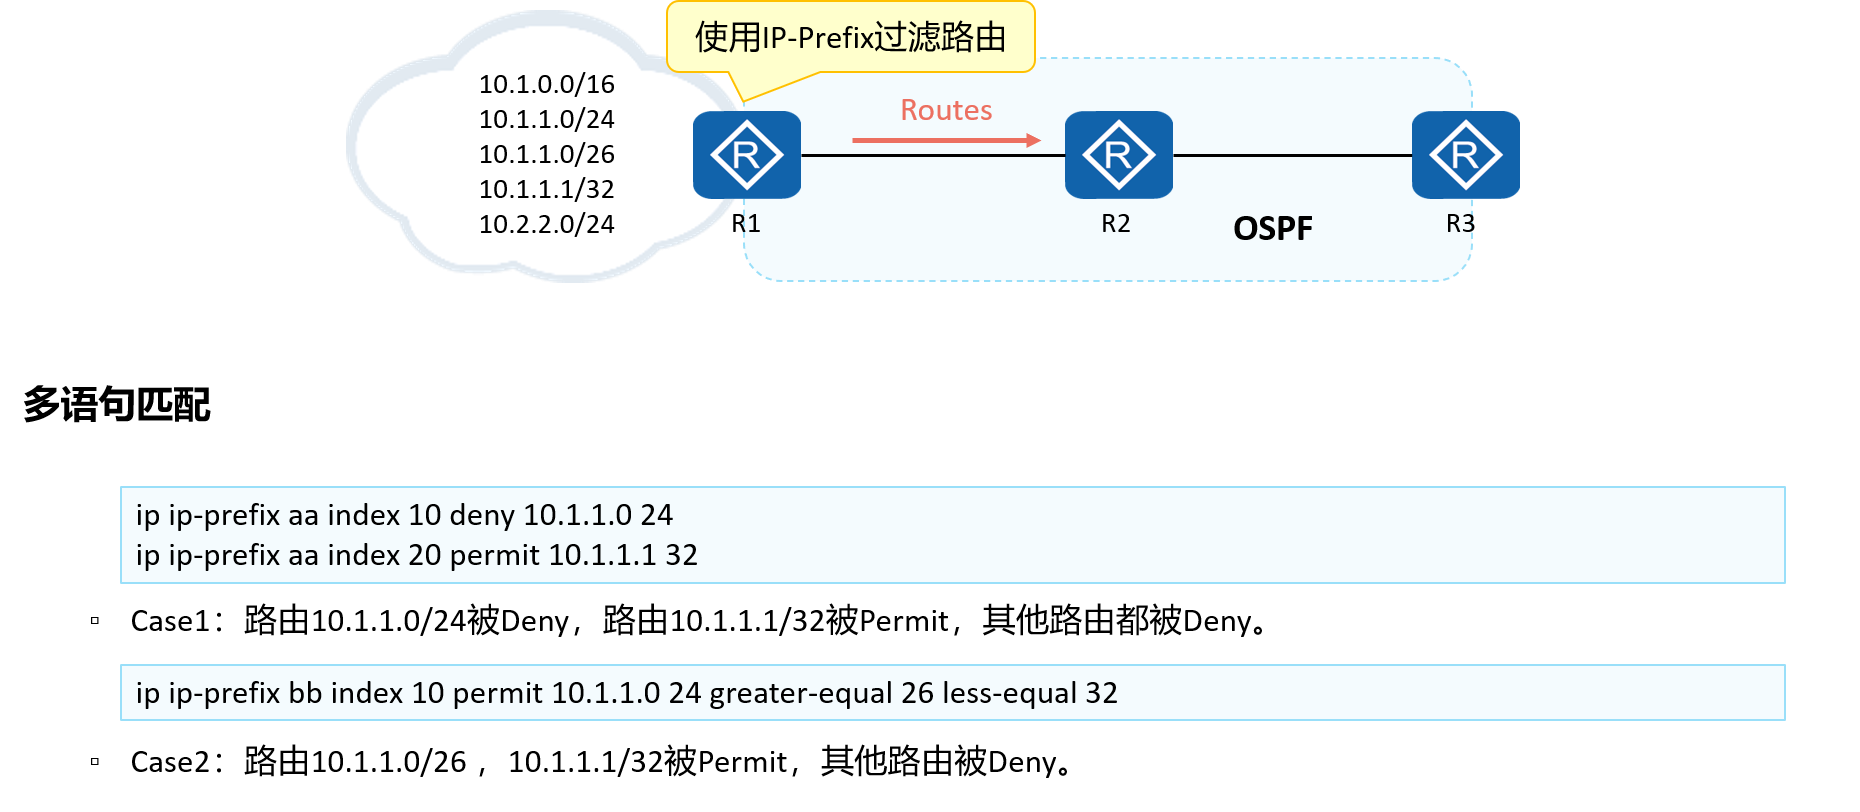 使用IP-Prefix过滤路由
10.1.0.0/16
10.1.1.0/24
10.1.1.0/26
10.1.1.1/32
10.2.2.0/24
Routes
R
R
R
R1
R2
OSPF
R3
多语句匹配
ip ip-prefix aa index 10 deny 10.1.1.0 24
ip ip-prefix aa index 20 permit 10.1.1.1 32
▫ Case1：路由10.1.1.0/24被Deny，路由10.1.1.1/32被Permit，其他路由都被Deny。
ip ip-prefix bb index 10 permit 10.1.1.0 24 greater-equal 26 less-equal 32
▫ Case2：路由10.1.1.0/26 ，10.1.1.1/32被Permit，其他路由被Deny。